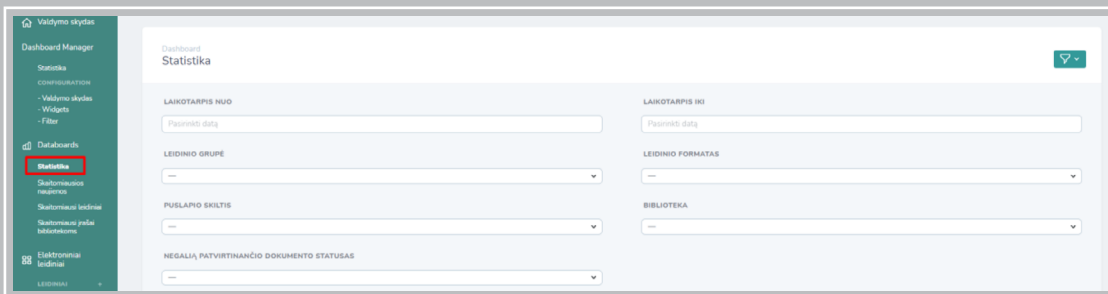 Valdymo skydas
Dashboard Manager
Statistika
CONFIGURATION
- Valdymo skydas
- Widgets
- Filter
Databoards
Statistika
Skaitomiausios
naujienos
Skaitomiausi leidiniai
Skaitomiausi įrašai
bibliotekoms
Elektroniniai
leidiniai
LEIDINIAI +
Dashboard
Statistika
LAIKOTARPIS NUO
LAIKOTARPIS IKI
Pasirinkti datą
Pasirinkti datą
LEIDINIO GRUPĖ
LEIDINIO FORMATAS
—
—
PUSLAPIO SKILTIS
BIBLIOTEKA
—
—
NEGALIĄ PATVIRTINANČIO DOKUMENTO STATUSAS
—